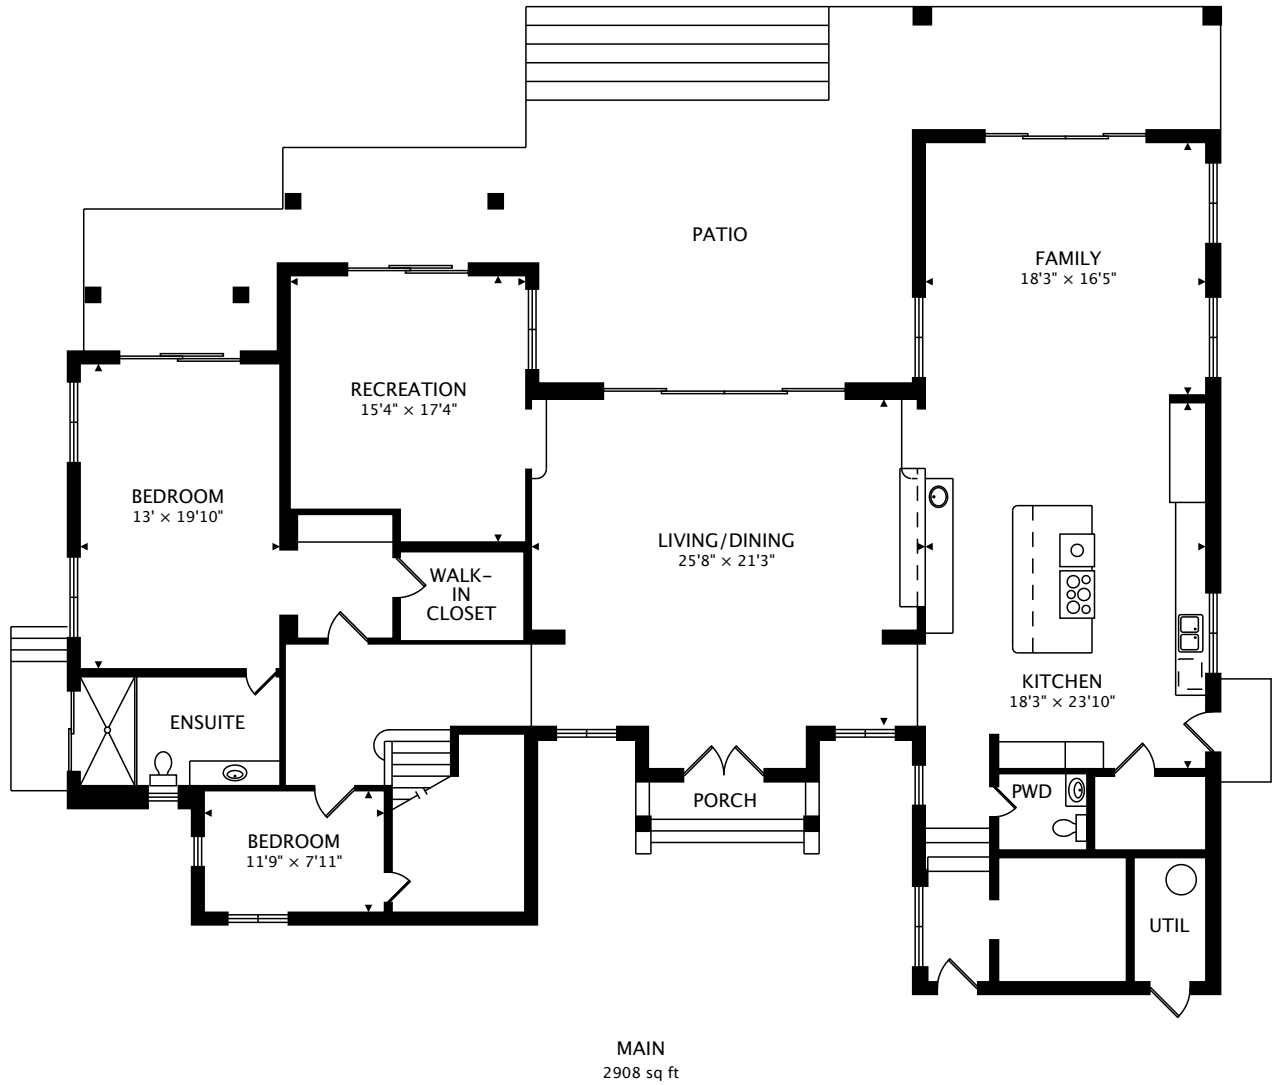 PATIO
FAMILY
18'3" × 16'5"
RECREATION
15'4" × 17'4"
BEDROOM
13' × 19'10"
LIVING/DINING
25'8" × 21'3"
WALK-
IN
CLOSET
KITCHEN
18'3" × 23'10"
ENSUITE
PORCH
PWD
BEDROOM
11'9" × 7'11"
UTIL
MAIN
2908 sq ft